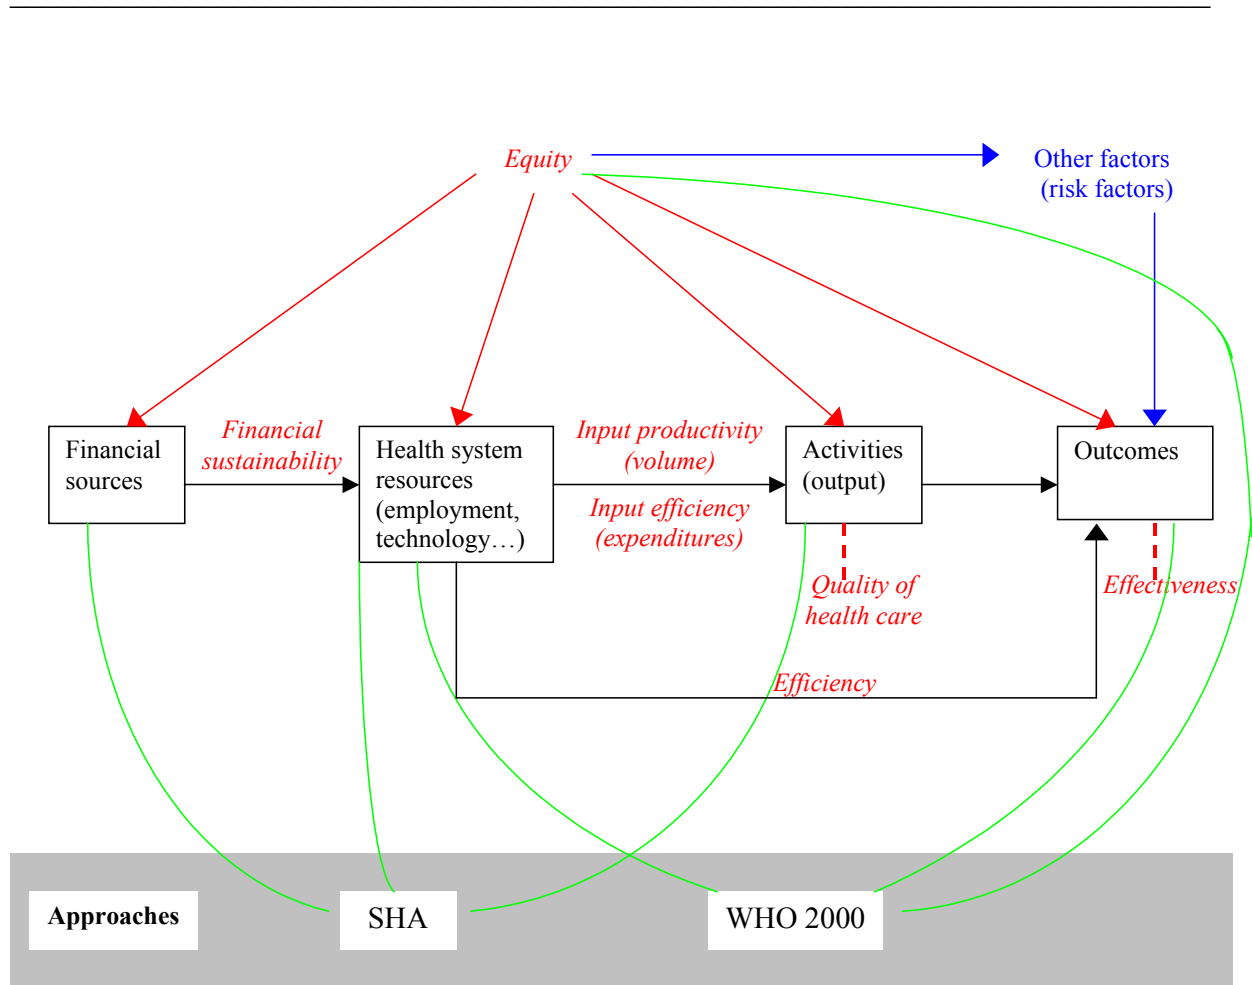 Equity
Other factors
(risk factors)
Financial
sources
Financial
sustainability
Health system
resources
(employment,
technology…)
Input productivity
(volume)
Input efficiency
(expenditures)
Activities
(output)
Outcomes
Quality of
health care
Effectiveness
Efficiency
Approaches
SHA
WHO 2000